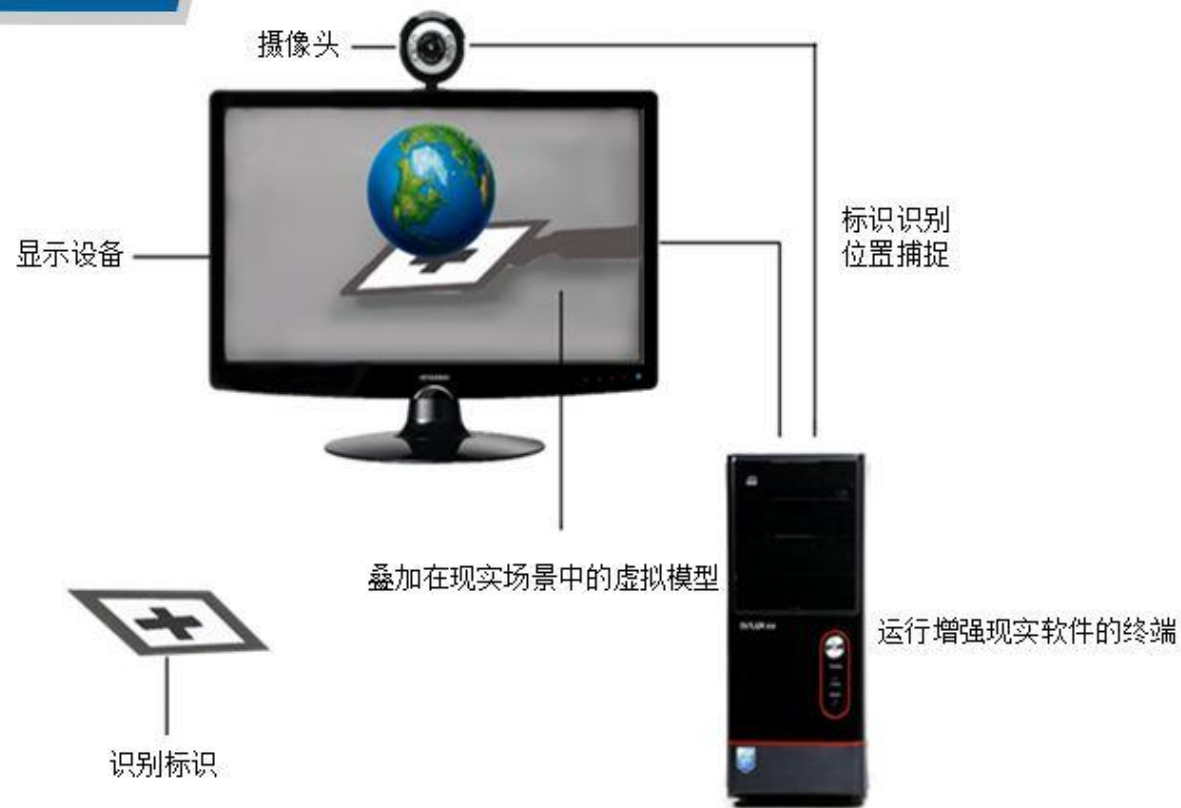 摄像头
显示设备
标识识别
位置捕捉
叠加在现实场景中的虚拟模型
运行增强现实软件的终端
识别标识